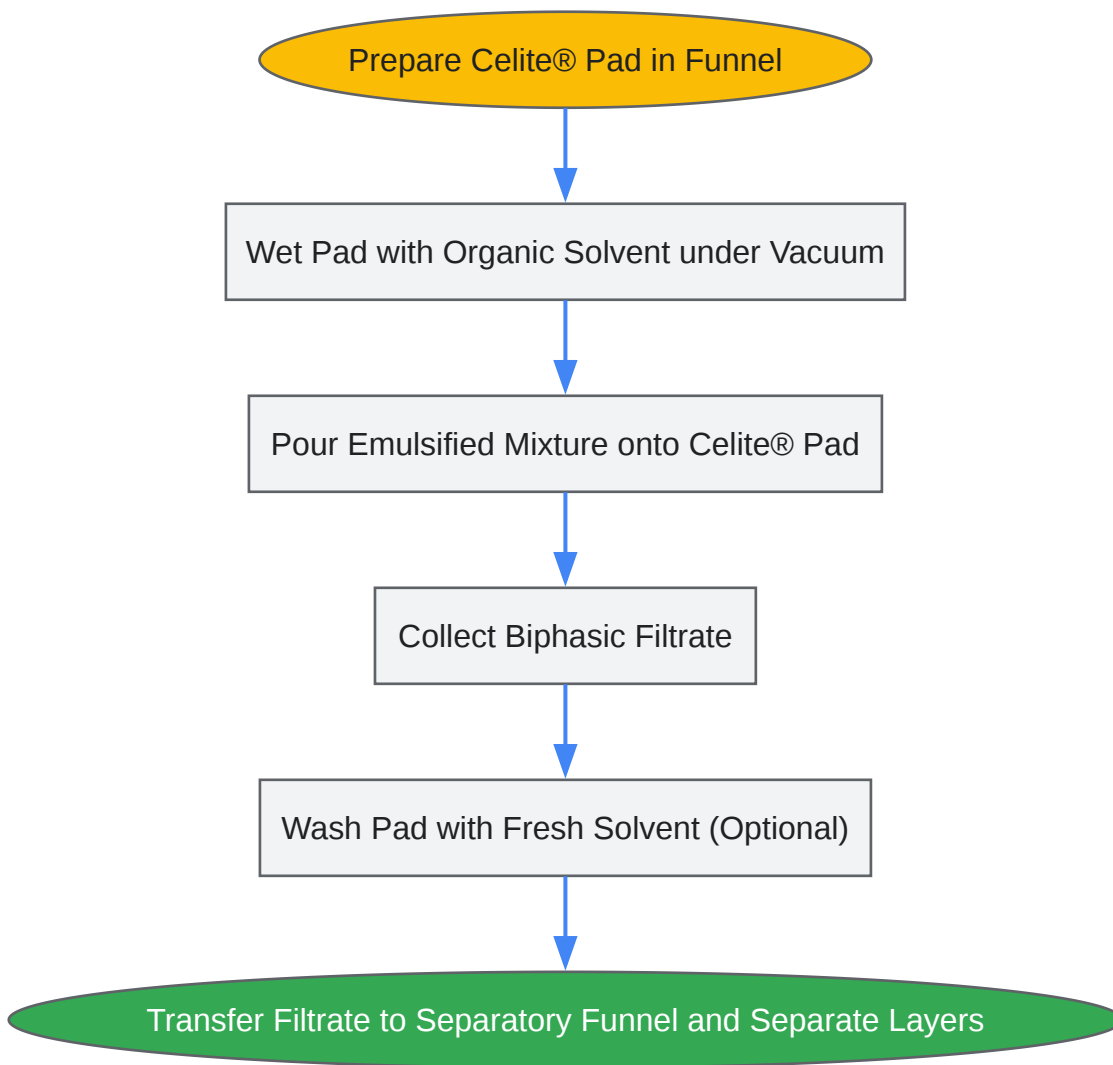 Prepare Celite® Pad in Funnel
Wet Pad with Organic Solvent under Vacuum
Pour Emulsified Mixture onto Celite® Pad
Collect Biphasic Filtrate
Wash Pad with Fresh Solvent (Optional)
Transfer Filtrate to Separatory Funnel and Separate Layers